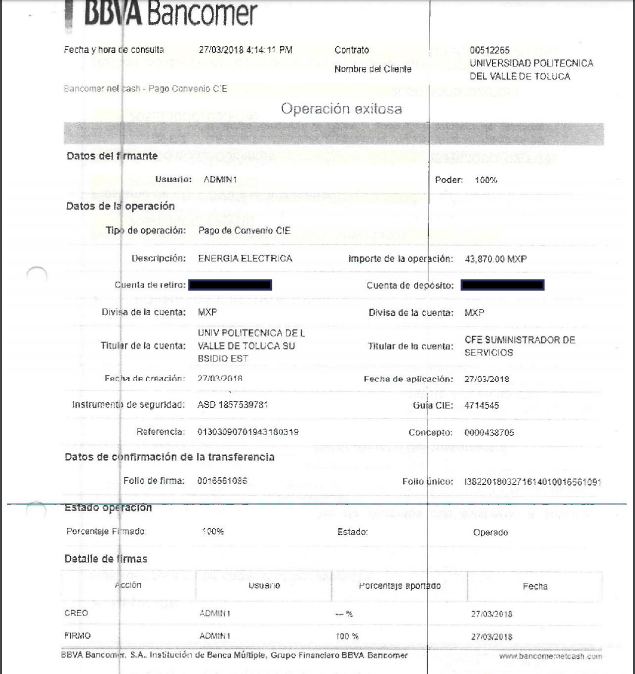 BBVA Bancomer
Fecha y hora de consulta 27/03/2018 4:14:11 PM Contrato 00512265
Nombre del Cliente UNIVERSIDAD POLITECNICA
DEL VALLE DE TOLUCA
Bancomer net cash - Pago Convenio CIE
Operación exitosa
Datos del firmante
Usuario: ADMIN1 Poder: 100%
Datos de la operación
Tipo de operación: Pago de Convenio CIE
Descripción: ENERGIA ELECTRICA Importe de la operación: 43,870.00 MXP
Cuenta de retiro: Cuenta de depósito:
Divisa de la cuenta: MXP Divisa de la cuenta: MXP
Titular de la cuenta: UNIV POLITECNICA DE L
VALLE DE TOLUCA SU
BSIDIO EST
Titular de la cuenta: CFE SUMINISTRADOR DE
SERVICIOS
Fecha de creación: 27/03/2018 Fecha de aplicación: 27/03/2018
Instrumento de seguridad: ASD 1857539781 Guía CIE: 4714545
Referencia: 01303090701943180319 Concepto: 0000438705
Datos de confirmación de la transferencia
Folio de firma: Folio único:
Estado operación
Porcentaje Firmado: 100% Estado: Operado
Detalle de firmas
Acción Usuario Porcentaje aportado Fecha
CREO ADMIN1 --- % 27/03/2018
FIRMO ADMIN1 100 % 27/03/2018
BBVA Bancomer, S.A., Institución de Banca Múltiple, Grupo Financiero BBVA Bancomer www.bancomernetcash.com